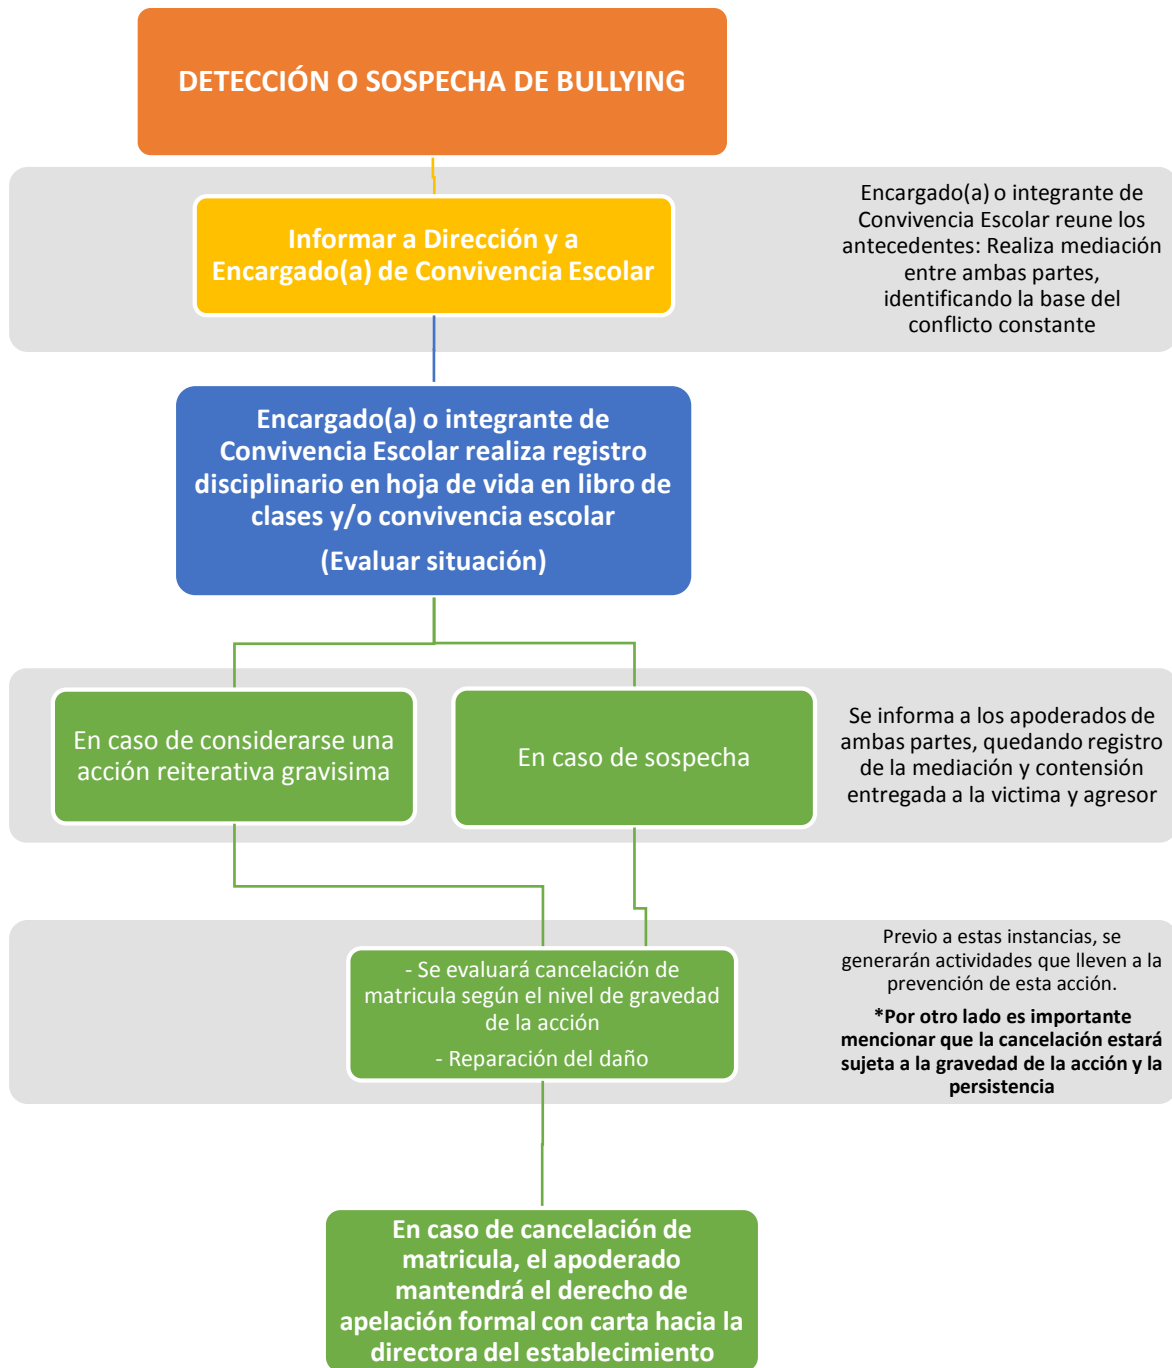 DETECCIÓN O SOSPECHA DE BULLYING
Informar a Dirección y a
Encargado(a) de Convivencia Escolar
Encargado(a) o integrante de
Convivencia Escolar reune los
antecedentes: Realiza mediación
entre ambas partes,
identificando la base del
conflicto constante
Encargado(a) o integrante de
Convivencia Escolar realiza registro
disciplinario en hoja de vida en libro de
clases y/o convivencia escolar
(Evaluar situación)
En caso de considerarse una
acción reiterativa gravisima
En caso de sospecha
Se informa a los apoderados de
ambas partes, quedando registro
de la mediación y contensión
entregada a la victima y agresor
- Se evaluará cancelación de
matricula según el nivel de gravedad
de la acción
- Reparación del daño
Previo a estas instancias, se
generarán actividades que lleven a la
prevención de esta acción.
*Por otro lado es importante
mencionar que la cancelación estará
sujeta a la gravedad de la acción y la
persistencia
En caso de cancelación de
matricula, el apoderado
mantendrá el derecho de
apelación formal con carta hacia la
directora del establecimiento